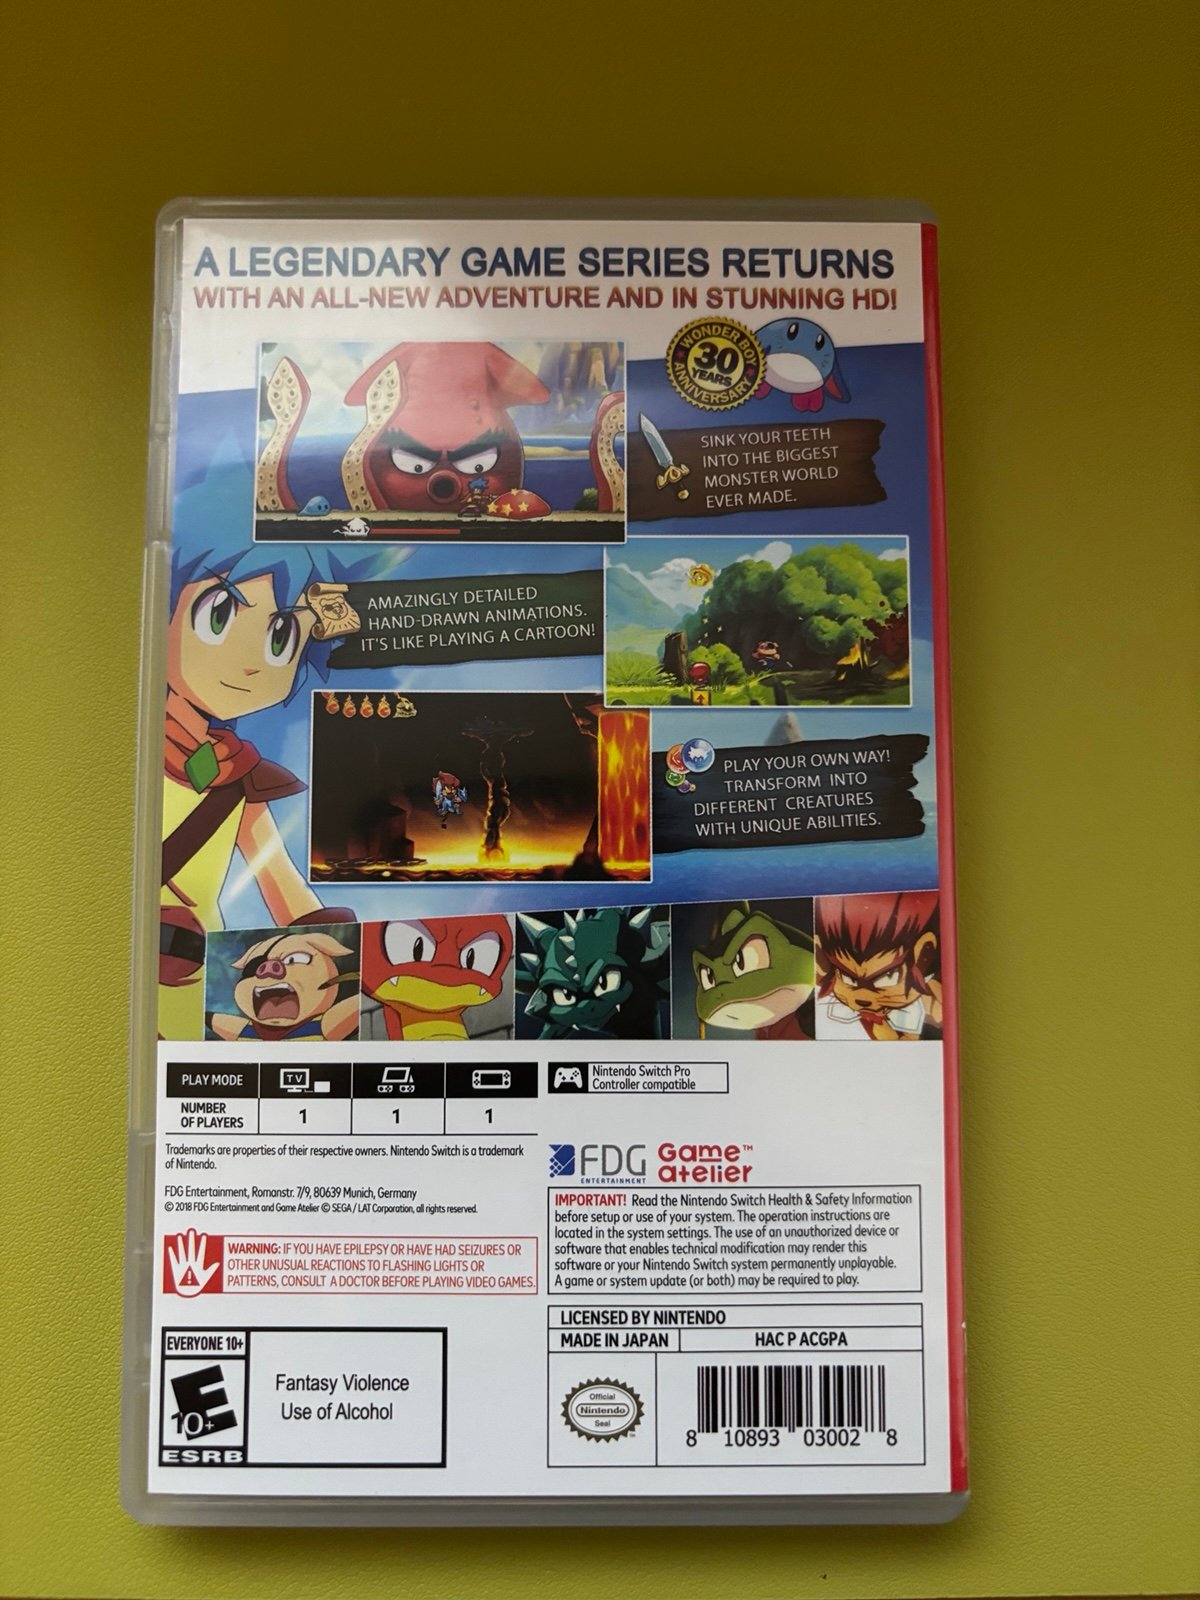 A LEGENDARY GAME SERIES RETURNS
WITH AN ALL-NEW ADVENTURE AND IN STUNNING HD!
WONDER BOY
30
YEARS
ANNIVERSARY
SINK YOUR TEETH
INTO THE BIGGEST
MONSTER WORLD
EVER MADE.
AMAZINGLY DETAILED
HAND-DRAWN ANIMATIONS.
IT'S LIKE PLAYING A CARTOON!
PLAY YOUR OWN WAY!
TRANSFORM INTO
DIFFERENT CREATURES
WITH UNIQUE ABILITIES.
PLAY MODE
TV
NUMBER
OF PLAYERS
1
1
1
Nintendo Switch Pro
Controller compatible
Trademarks are properties of their respective owners. Nintendo Switch is a trademark
of Nintendo.
FDG Entertainment, Romanstr. 7/9, 80639 Munich, Germany
© 2018 FDG Entertainment and Game Atelier © SEGA / LAT Corporation, all rights reserved.
FDG
ENTERTAINMENT
Game™
atelier
WARNING: IF YOU HAVE EPILEPSY OR HAVE HAD SEIZURES OR
OTHER UNUSUAL REACTIONS TO FLASHING LIGHTS OR
PATTERNS, CONSULT A DOCTOR BEFORE PLAYING VIDEO GAMES.
IMPORTANT! Read the Nintendo Switch Health & Safety Information
before setup or use of your system. The operation instructions are
located in the system settings. The use of an unauthorized device or
software that enables technical modification may render this
software or your Nintendo Switch system permanently unplayable.
A game or system update (or both) may be required to play.
EVERYONE 10+
E
10+
ESRB
Fantasy Violence
Use of Alcohol
LICENSED BY NINTENDO
MADE IN JAPAN
HAC P ACGPA
Official
Nintendo
Seal
8 10893 03002 8